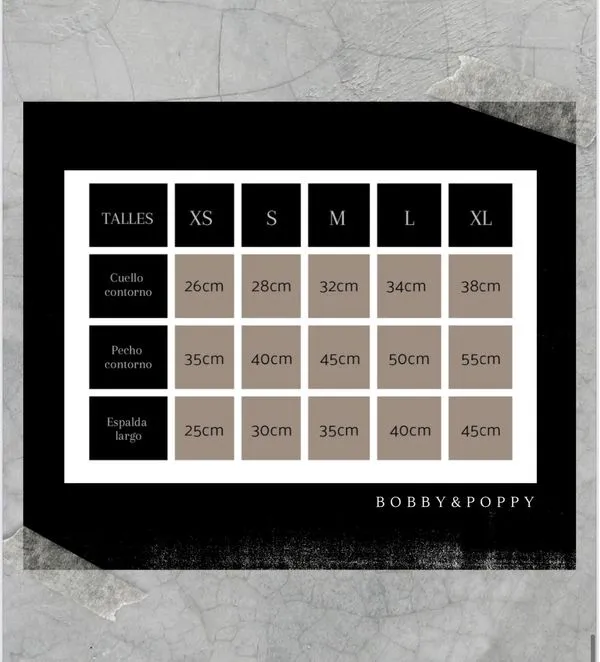 TALLES XS S M L XL
Cuello
contorno
26cm 28cm 32cm 34cm 38cm
Pecho
contorno
35cm 40cm 45cm 50cm 55cm
Espalda
largo
25cm 30cm 35cm 40cm 45cm
BOBBY&POPPY